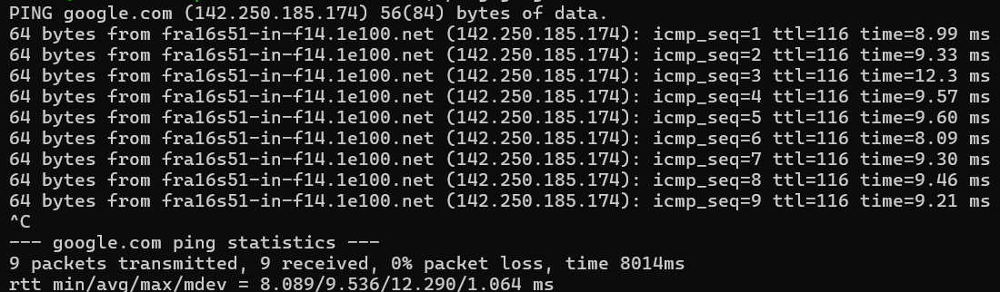 PING google.com (142.250.185.174) 56(84) bytes of data.
64 bytes from fra16s51-in-f14.1e100.net (142.250.185.174): icmp_seq=1 ttl=116 time=8.99 ms
64 bytes from fra16s51-in-f14.1e100.net (142.250.185.174): icmp_seq=2 ttl=116 time=9.33 ms
64 bytes from fra16s51-in-f14.1e100.net (142.250.185.174): icmp_seq=3 ttl=116 time=12.3 ms
64 bytes from fra16s51-in-f14.1e100.net (142.250.185.174): icmp_seq=4 ttl=116 time=9.57 ms
64 bytes from fra16s51-in-f14.1e100.net (142.250.185.174): icmp_seq=5 ttl=116 time=9.60 ms
64 bytes from fra16s51-in-f14.1e100.net (142.250.185.174): icmp_seq=6 ttl=116 time=8.09 ms
64 bytes from fra16s51-in-f14.1e100.net (142.250.185.174): icmp_seq=7 ttl=116 time=9.30 ms
64 bytes from fra16s51-in-f14.1e100.net (142.250.185.174): icmp_seq=8 ttl=116 time=9.46 ms
64 bytes from fra16s51-in-f14.1e100.net (142.250.185.174): icmp_seq=9 ttl=116 time=9.21 ms
^C
--- google.com ping statistics ---
9 packets transmitted, 9 received, 0% packet loss, time 8014ms
rtt min/avg/max/mdev = 8.089/9.536/12.290/1.064 ms